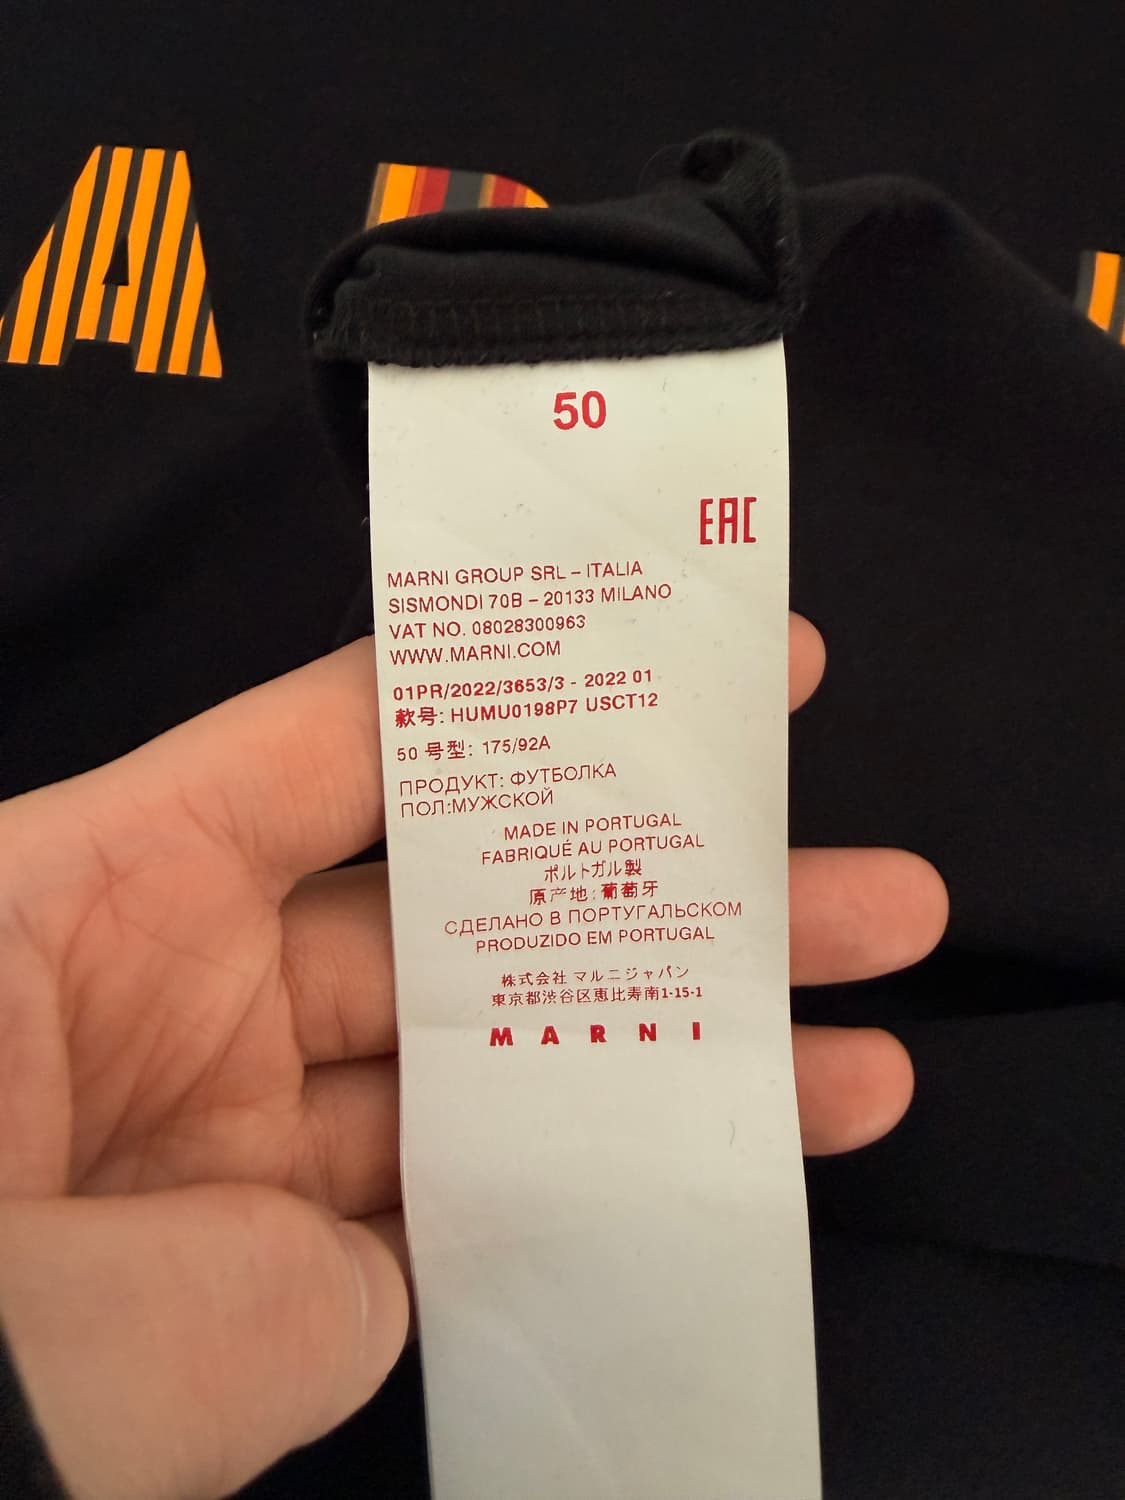 A R
50
EAC
MARNI GROUP SRL – ITALIA
SISMONDI 70B – 20133 MILANO
VAT NO. 08028300963
WWW.MARNI.COM
01PR/2022/3653/3 - 2022 01
款号: HUMU0198P7 USCT12
50 号型: 175/92A
ПРОДУКТ: ФУТБОЛКА
ПОЛ:МУЖСКОЙ
MADE IN PORTUGAL
FABRIQUÉ AU PORTUGAL
ポルトガル製
原产地: 葡萄牙
СДЕЛАНО В ПОРТУГАЛЬСКОМ
PRODUZIDO EM PORTUGAL
株式会社 マルニジャパン
東京都渋谷区恵比寿南1-15-1
MARNI